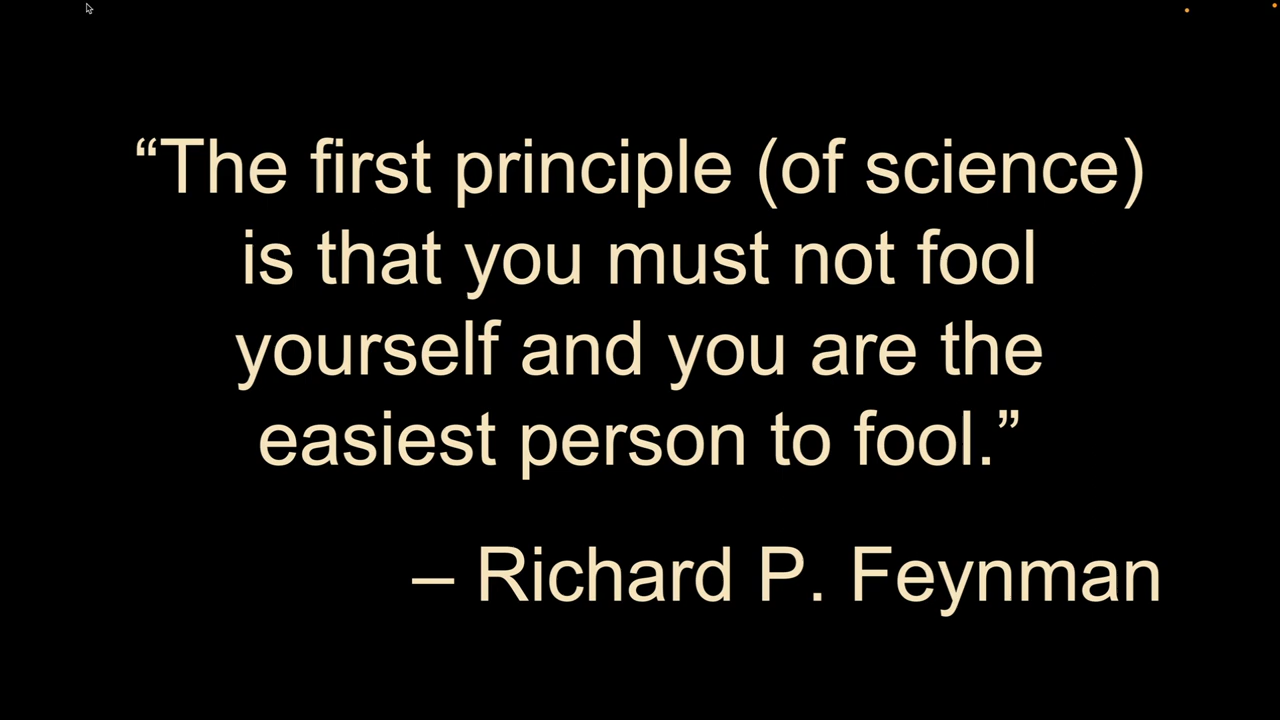 “The first principle (of science)
is that you must not fool
yourself and you are the
easiest person to fool.”
– Richard P. Feynman